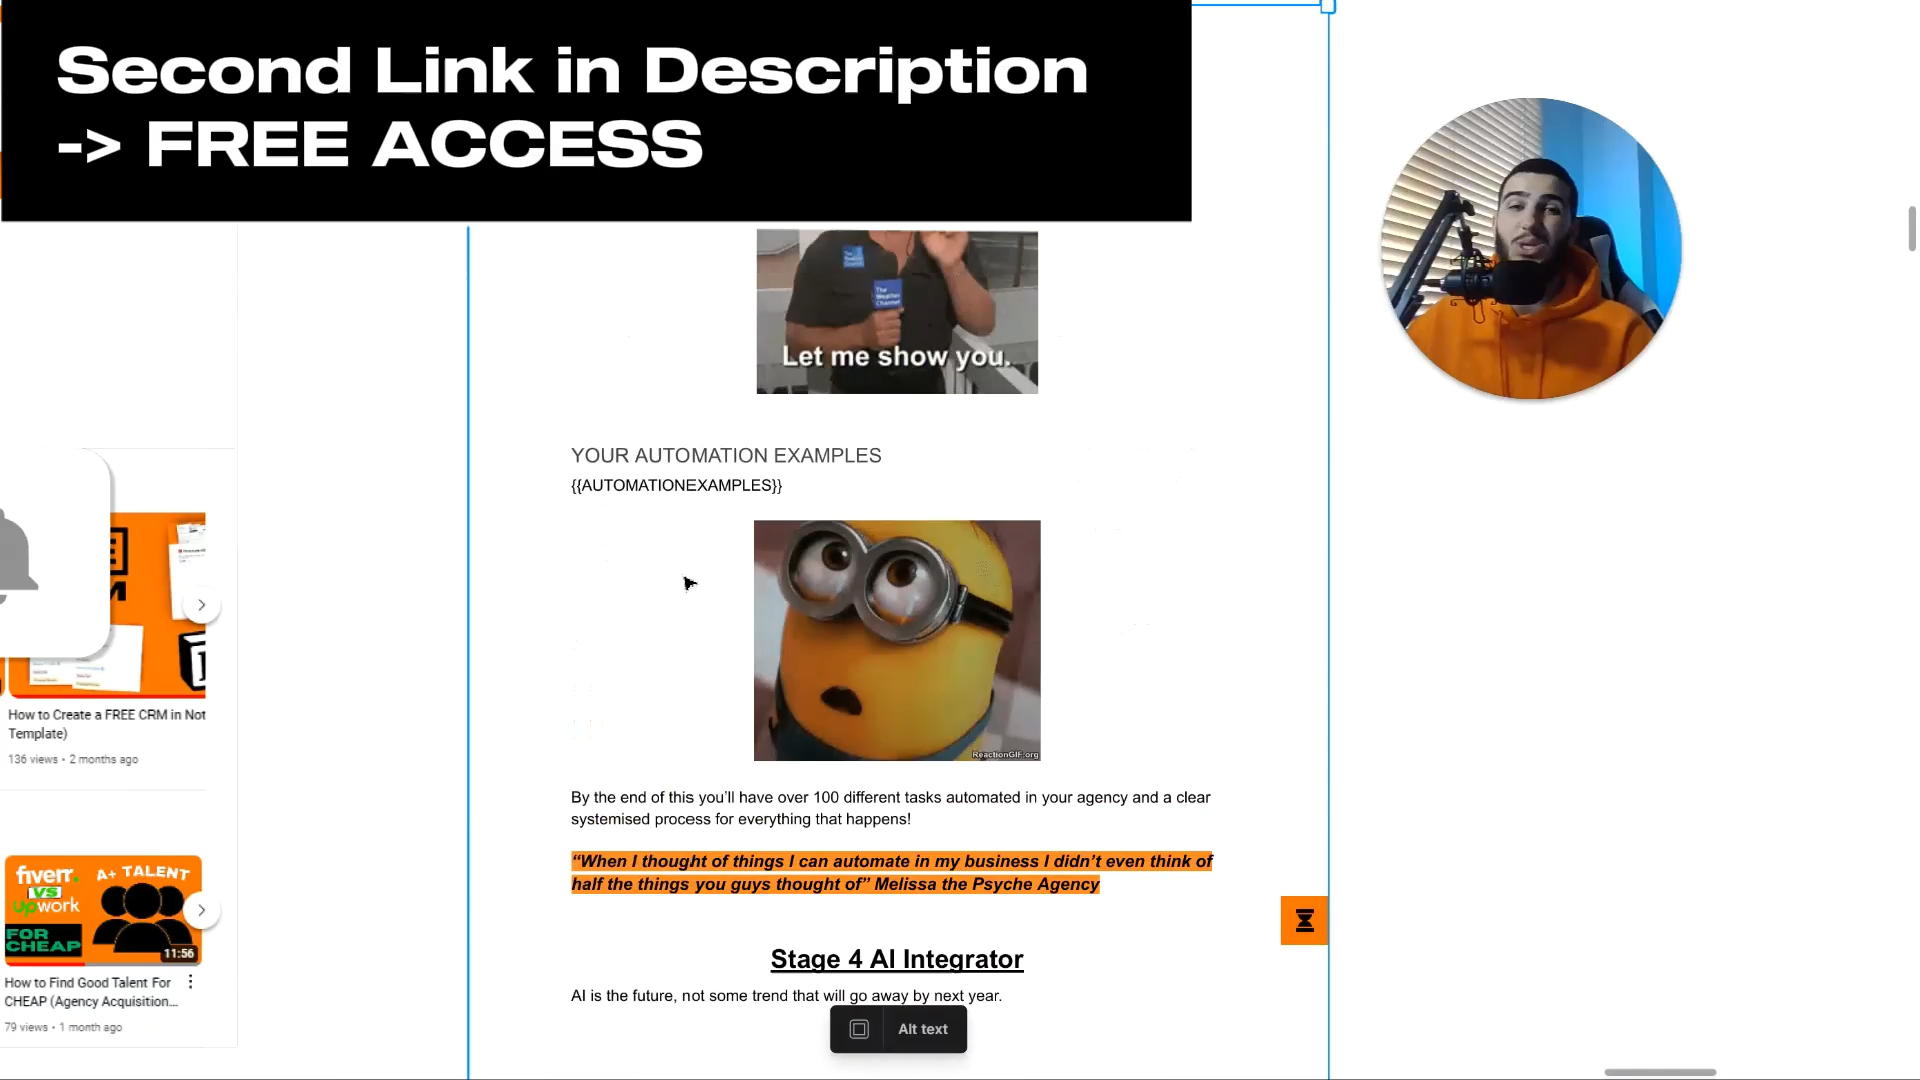 Second Link in Description
-> FREE ACCESS
The
Weather
Channel
Let me show you.
YOUR AUTOMATION EXAMPLES
{{AUTOMATIONEXAMPLES}}
ReactionGIF.org
By the end of this you’ll have over 100 different tasks automated in your agency and a clear
systemised process for everything that happens!
“When I thought of things I can automate in my business I didn’t even think of
half the things you guys thought of” Melissa the Psyche Agency
Stage 4 AI Integrator
AI is the future, not some trend that will go away by next year.
Alt text
How to Create a FREE CRM in Not
Template)
136 views • 2 months ago
fiverr.
VS
upwork
FOR
CHEAP
A+ TALENT
11:56
How to Find Good Talent For
CHEAP (Agency Acquisition...
79 views • 1 month ago